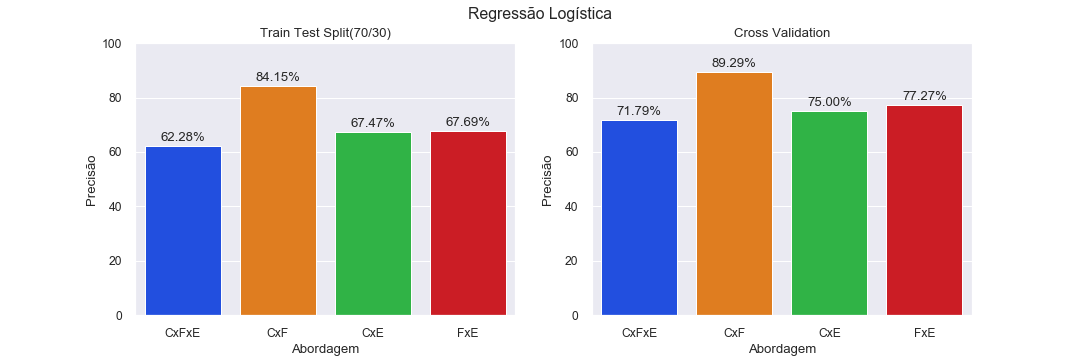 Regressão Logística
Train Test Split(70/30)
100
80
60
40
20
0
Precisão
62.28%
84.15%
67.47%
67.69%
CxFxE
CxF
CxE
FxE
Abordagem
Cross Validation
100
80
60
40
20
0
Precisão
71.79%
89.29%
75.00%
77.27%
CxFxE
CxF
CxE
FxE
Abordagem